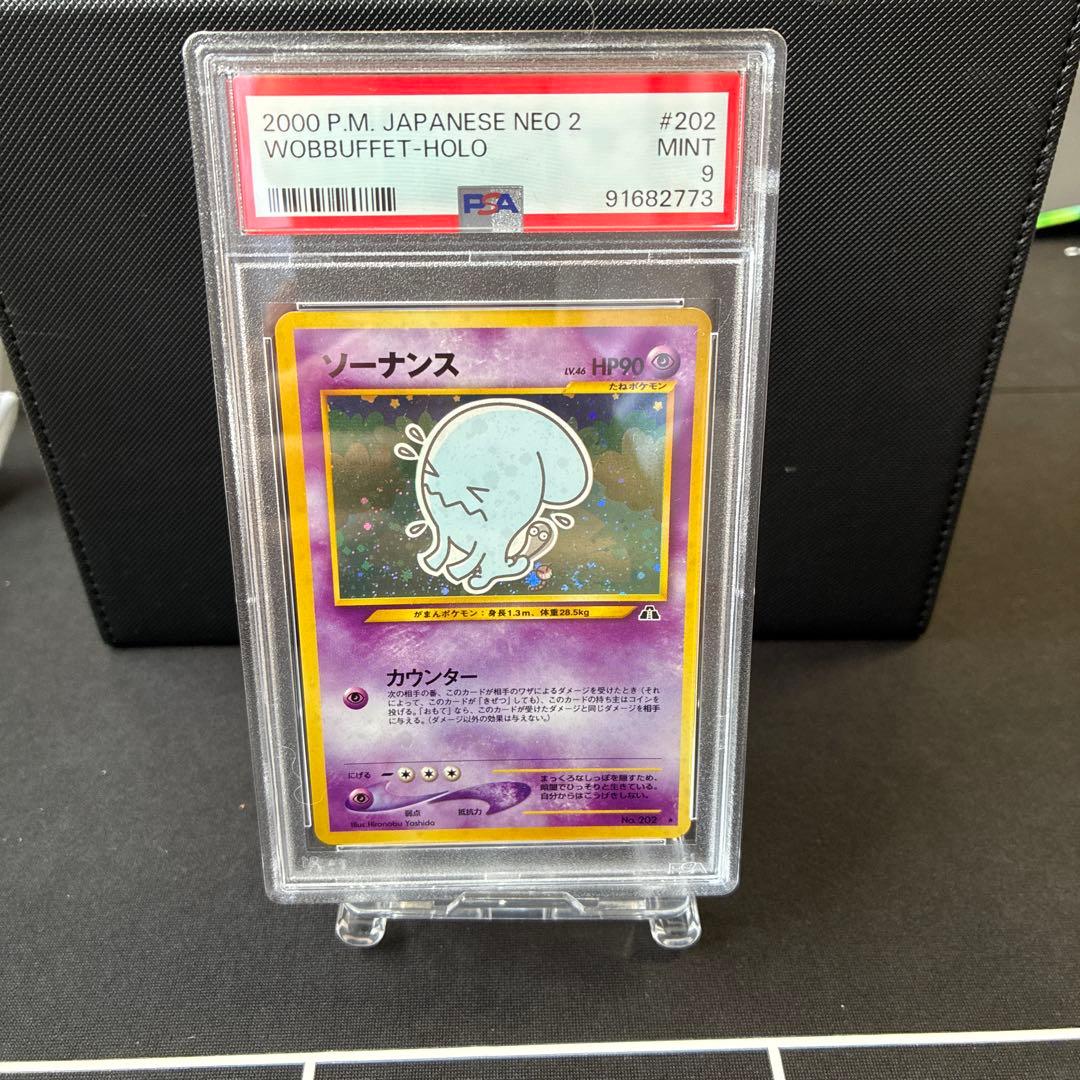 2000 P.M. JAPANESE NEO 2 #202
WOBBUFFET-HOLO MINT
9
PSA 91682773
ソーナンス LV.46 HP90
たねポケモン
がまんポケモン:身長1.3m、体重28.5kg
カウンター
次の相手の番、このカードが相手のワザによるダメージを受けたとき(それ
によって、このカードが「きぜつ」しても)、このカードの持ち主はコインを
投げる。「おもて」なら、このカードが受けたダメージと同じダメージを相手
に与える。(ダメージ以外の効果は与えない。)
にげる
弱点 抵抗力
まっくろなしっぽを隠すため、
暗闇でひっそりと生きている。
自分からはこうげきしない。
Illus. Hironobu Yoshida
No. 202 ★
PSA